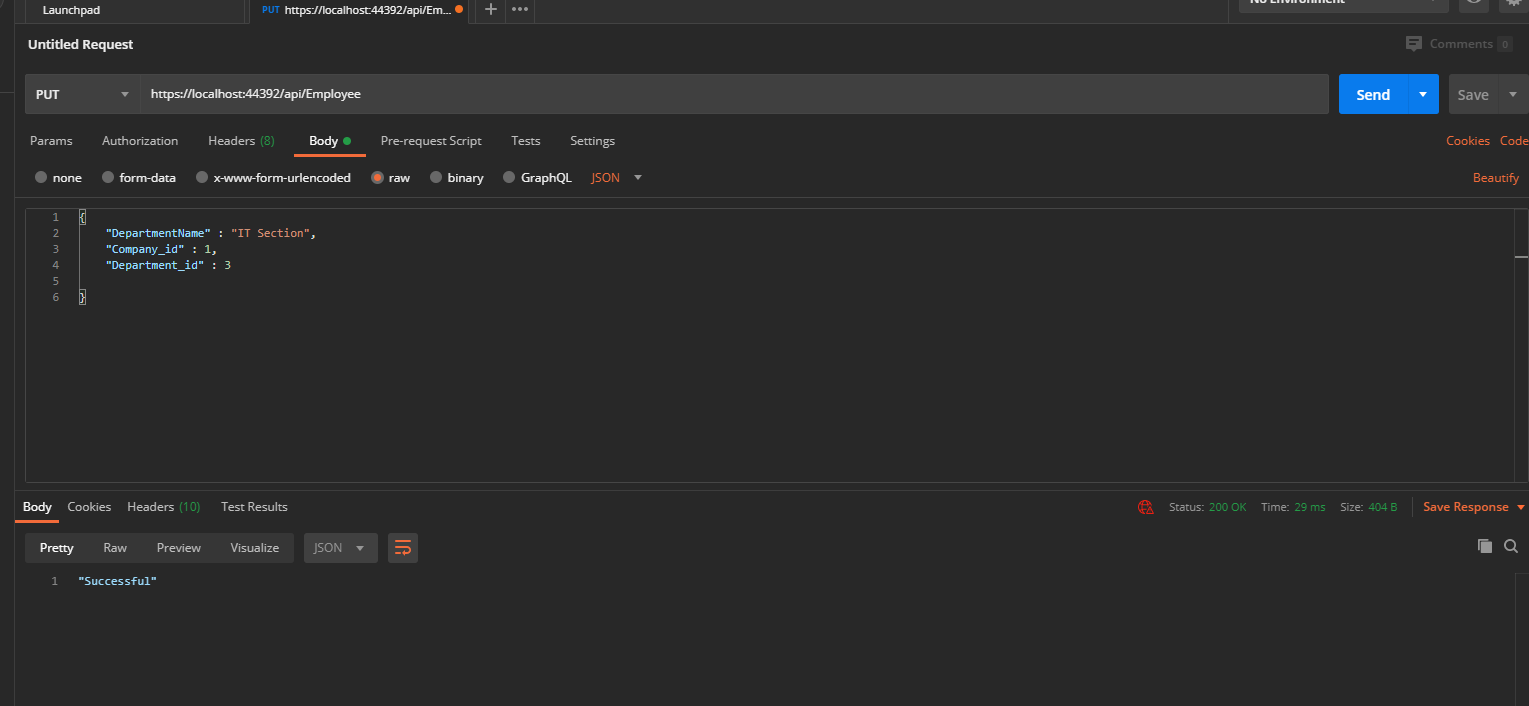 Launchpad
PUT https://localhost:44392/api/Em...
No Environment
Untitled Request
Comments 0
PUT
https://localhost:44392/api/Employee
Send
Save
Params Authorization Headers (8) Body Pre-request Script Tests Settings
Cookies Code
none form-data x-www-form-urlencoded raw binary GraphQL JSON
Beautify
1 {
2 "DepartmentName" : "IT Section",
3 "Company_id" : 1,
4 "Department_id" : 3
5
6 }
Body Cookies Headers (10) Test Results
Status: 200 OK Time: 29 ms Size: 404 B Save Response
Pretty Raw Preview Visualize JSON
1 "Successful"